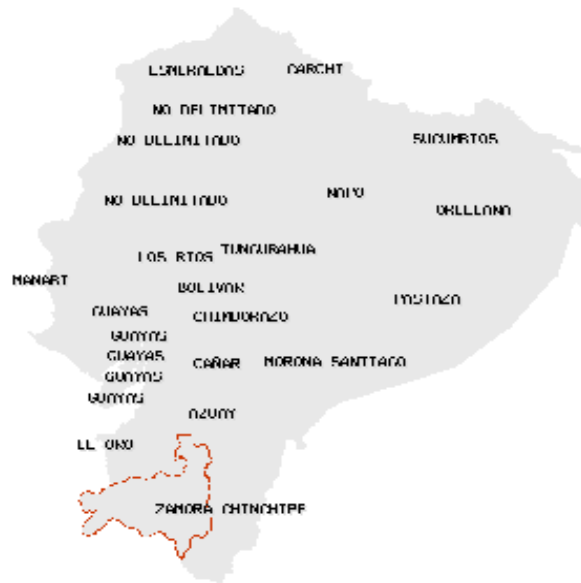 ESMERALDAS CARCHI
NO DELIMITADO
NO DELIMITADO SUCUMBIOS
NO DELIMITADO NAPO ORELLANA
LOS RIOS TUNGURAHUA
MANABI BOLIVAR PASTAZA
GUAYAS CHIMBORAZO
GUAYAS
GUAYAS CAÑAR MORONA SANTIAGO
GUAYAS
GUAYAS
AZUAY
EL ORO
ZAMORA CHINCHIPE